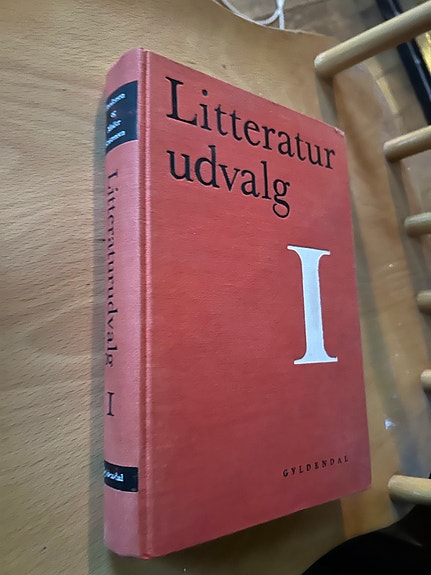 Litteratur
udvalg
I
GYLDENDAL
&
Litteraturudvalg I